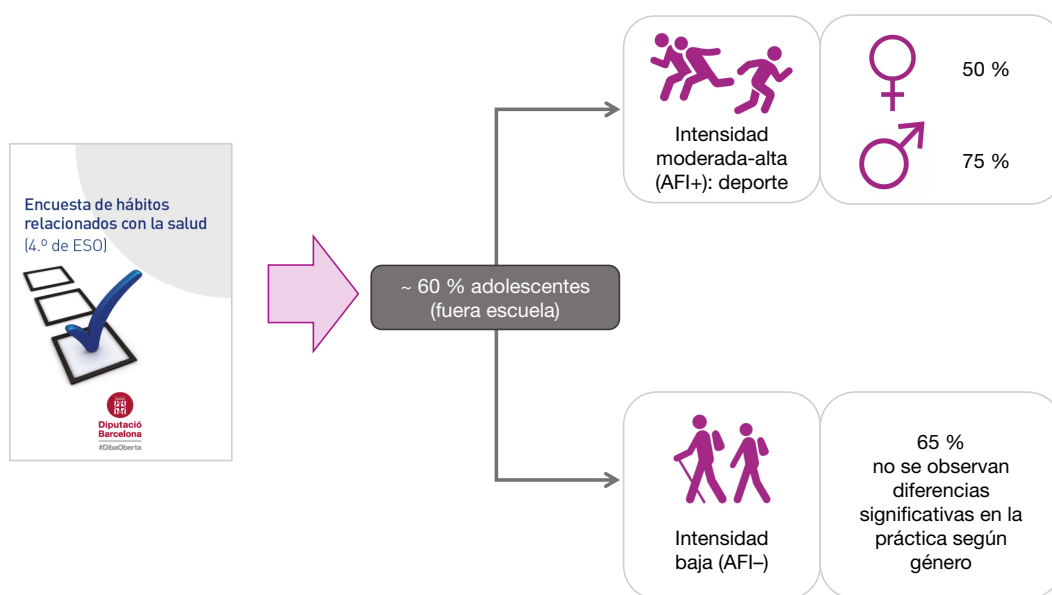 Encuesta de hábitos
relacionados con la salud
(4.º de ESO)
Diputació
Barcelona
#DibaOberta
~ 60 % adolescentes
(fuera escuela)
Intensidad
moderada-alta
(AFI+): deporte
50 %
75 %
Intensidad
baja (AFI–)
65 %
no se observan
diferencias
significativas en la
práctica según
género